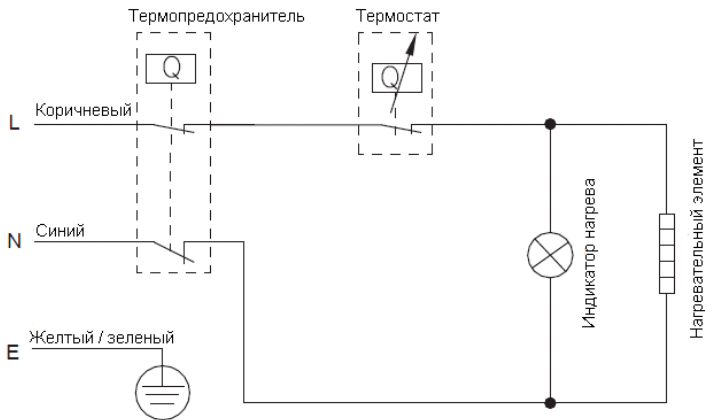 Термопредохранитель
Термостат
Q
Q
L
Коричневый
N
Синий
E
Желтый / зеленый
Индикатор нагрева
Нагревательный элемент